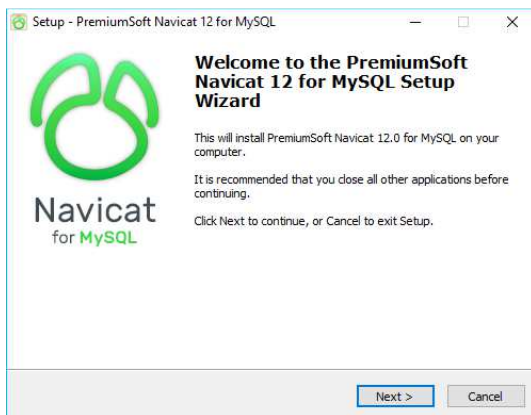 Setup - PremiumSoft Navicat 12 for MySQL
Welcome to the PremiumSoft
Navicat 12 for MySQL Setup
Wizard
This will install PremiumSoft Navicat 12.0 for MySQL on your
computer.
It is recommended that you close all other applications before
continuing.
Click Next to continue, or Cancel to exit Setup.
Navicat
for MySQL
Next >
Cancel